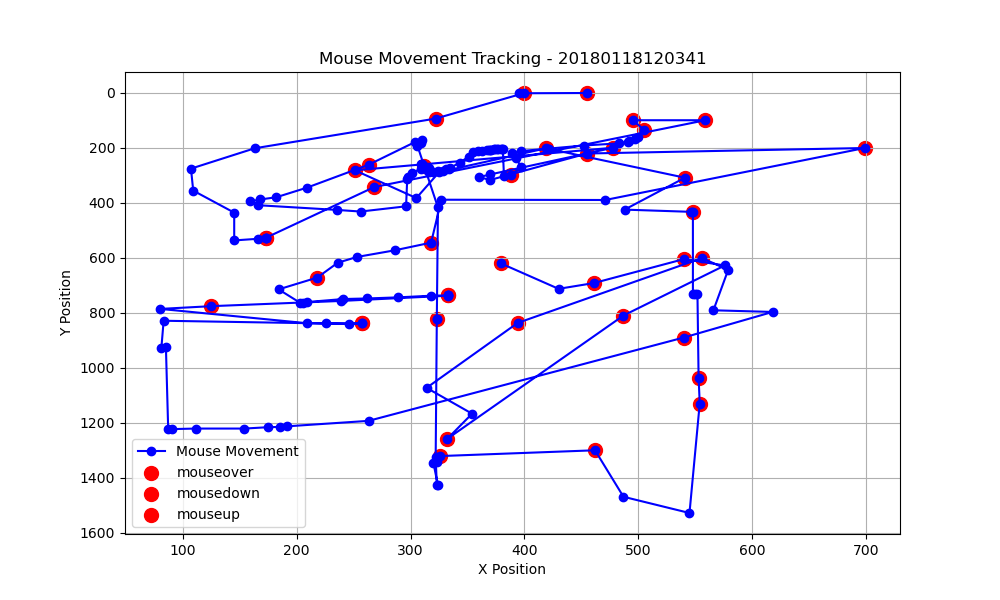 Mouse Movement Tracking - 20180118120341
Y Position
0
200
400
600
800
1000
1200
1400
1600
Mouse Movement
mouseover
mousedown
mouseup
100
200
300
400
500
600
700
X Position